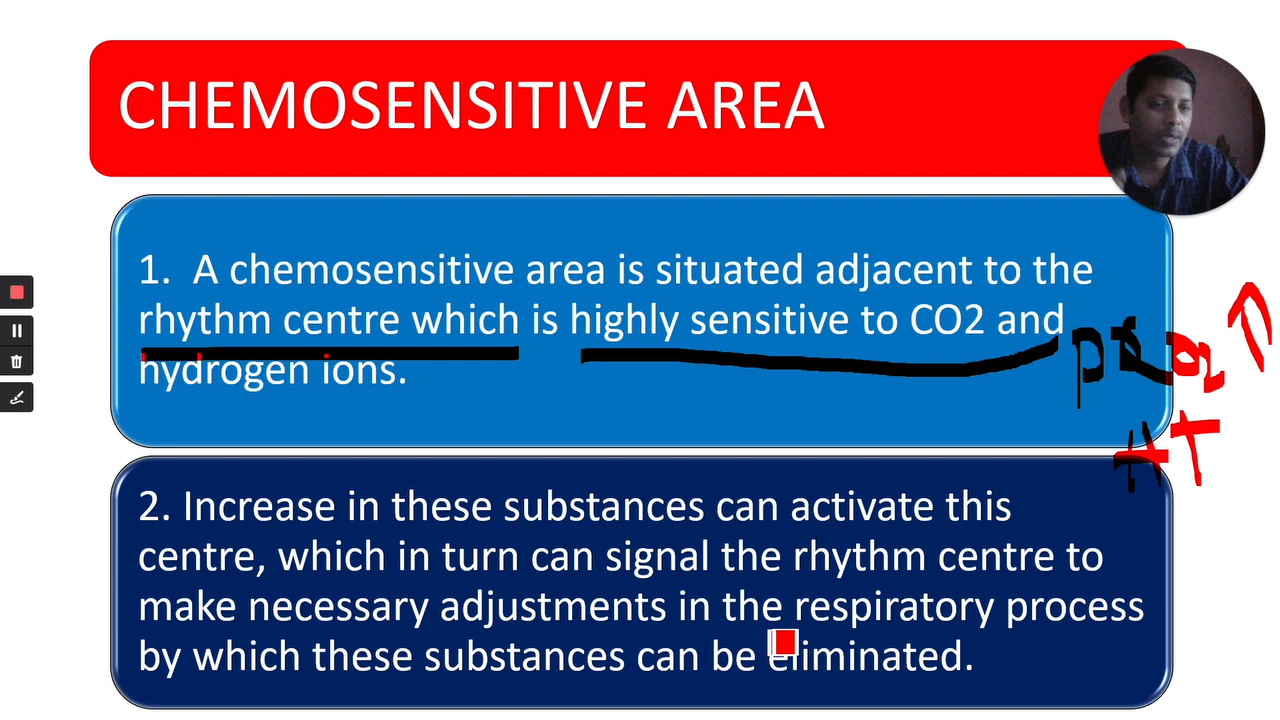 CHEMOSENSITIVE AREA
1. A chemosensitive area is situated adjacent to the
rhythm centre which is highly sensitive to CO2 and
hydrogen ions.
2. Increase in these substances can activate this
centre, which in turn can signal the rhythm centre to
make necessary adjustments in the respiratory process
by which these substances can be eliminated.